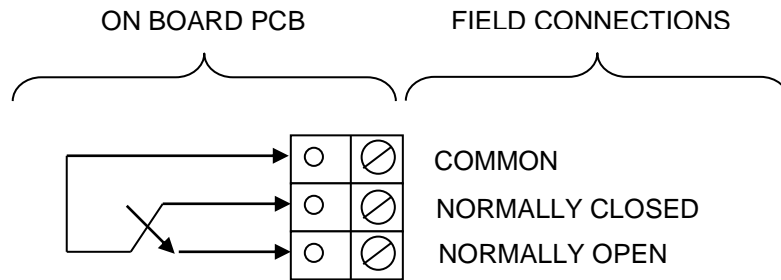 ON BOARD PCB FIELD CONNECTIONS
COMMON
NORMALLY CLOSED
NORMALLY OPEN